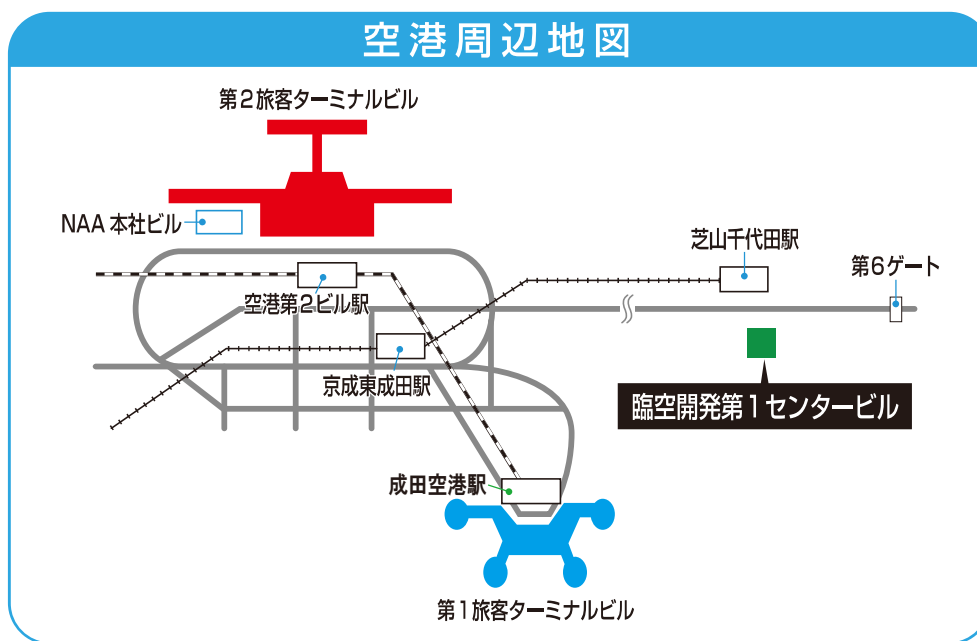 空港周辺地図
第2旅客ターミナルビル
NAA 本社ビル
芝山千代田駅
第6ゲート
空港第2ビル駅
京成東成田駅
臨空開発第1センタービル
成田空港駅
第1旅客ターミナルビル